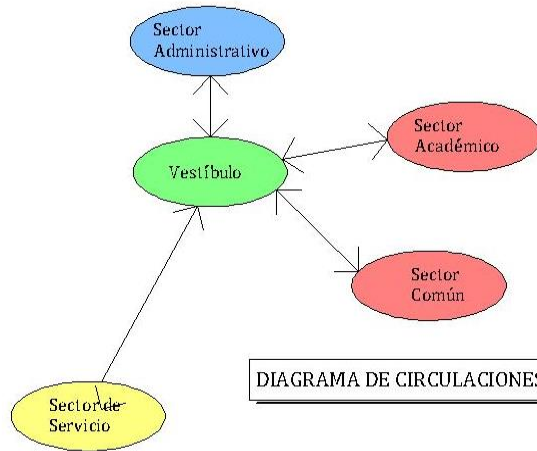 Sector
Administrativo
Sector
Académico
Vestíbulo
Sector
Común
DIAGRAMA DE CIRCULACIONES
Sector de
Servicio